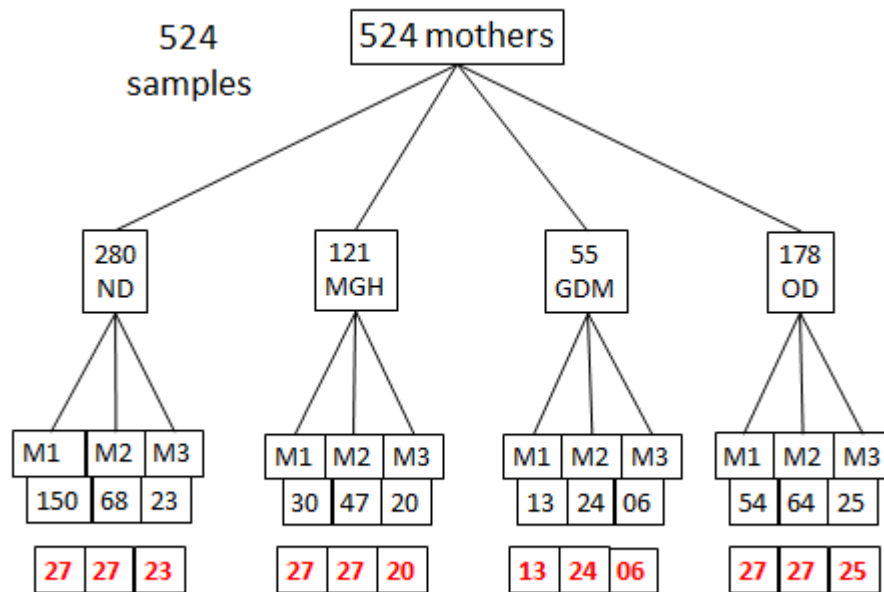 524
samples
524 mothers
280
ND
121
MGH
55
GDM
178
OD
M1 M2 M3
150 68 23
27 27 23
M1 M2 M3
30 47 20
27 27 20
M1 M2 M3
13 24 06
13 24 06
M1 M2 M3
54 64 25
27 27 25